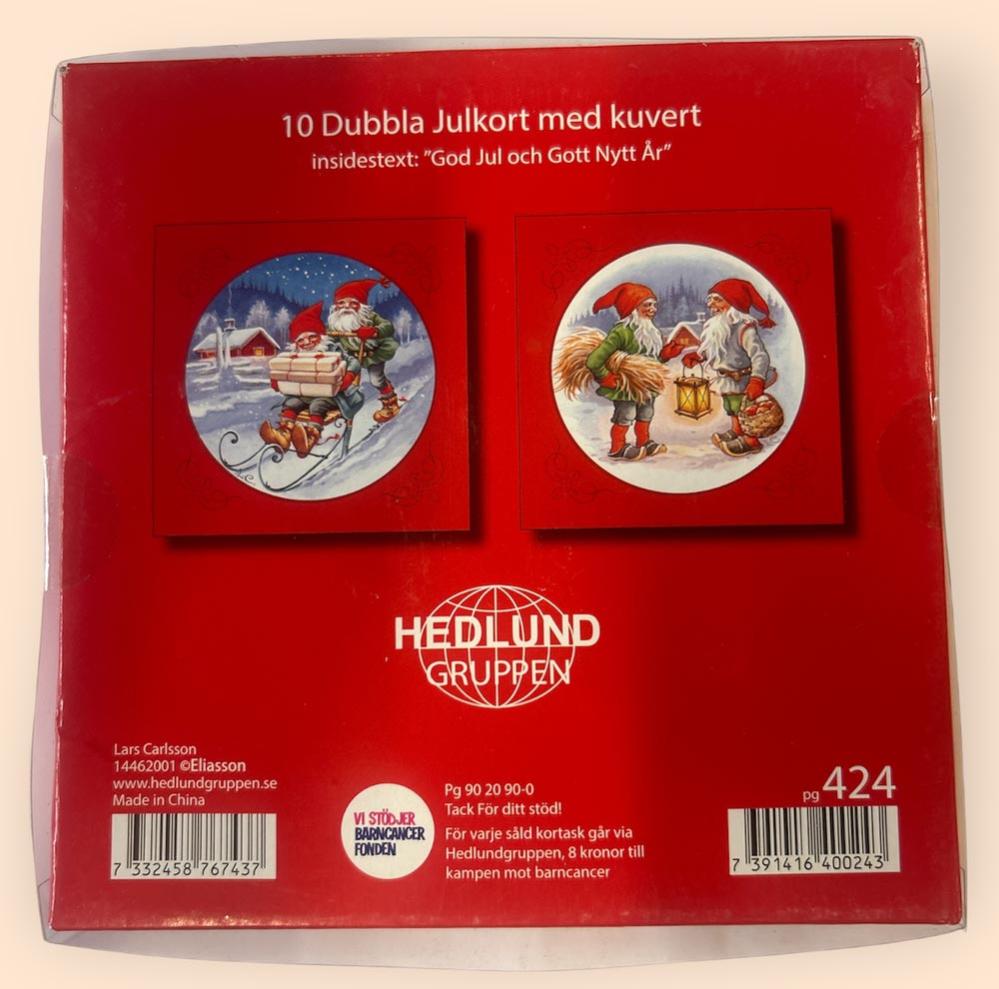 10 Dubbla Julkort med kuvert
insidestext: "God Jul och Gott Nytt År"
HEDLUND
GRUPPEN
Lars Carlsson
14462001 ©Eliasson
www.hedlundgruppen.se
Made in China
7 332458 767437
VI STÖDJER
BARNCANCER
FONDEN
Pg 90 20 90-0
Tack För ditt stöd!
För varje såld kortask går via
Hedlundgruppen, 8 kronor till
kampen mot barncancer
pg 424
7 391416 400243